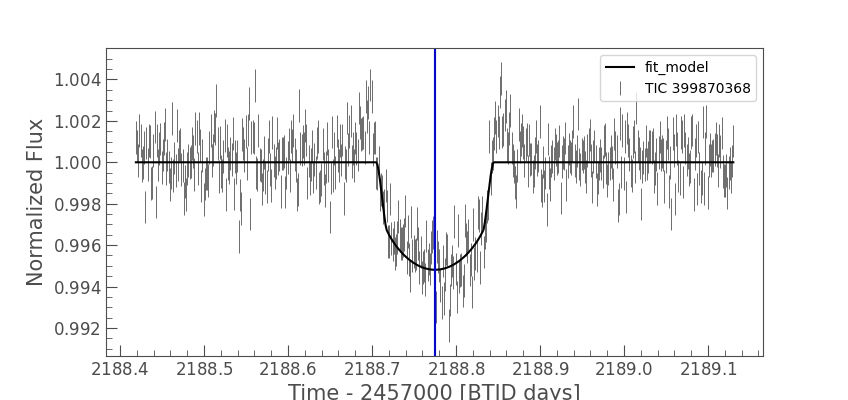 fit_model
TIC 399870368
1.004
1.002
1.000
0.998
0.996
0.994
0.992
Normalized Flux
2188.4 2188.5 2188.6 2188.7 2188.8 2188.9 2189.0 2189.1
Time - 2457000 [BTJD days]